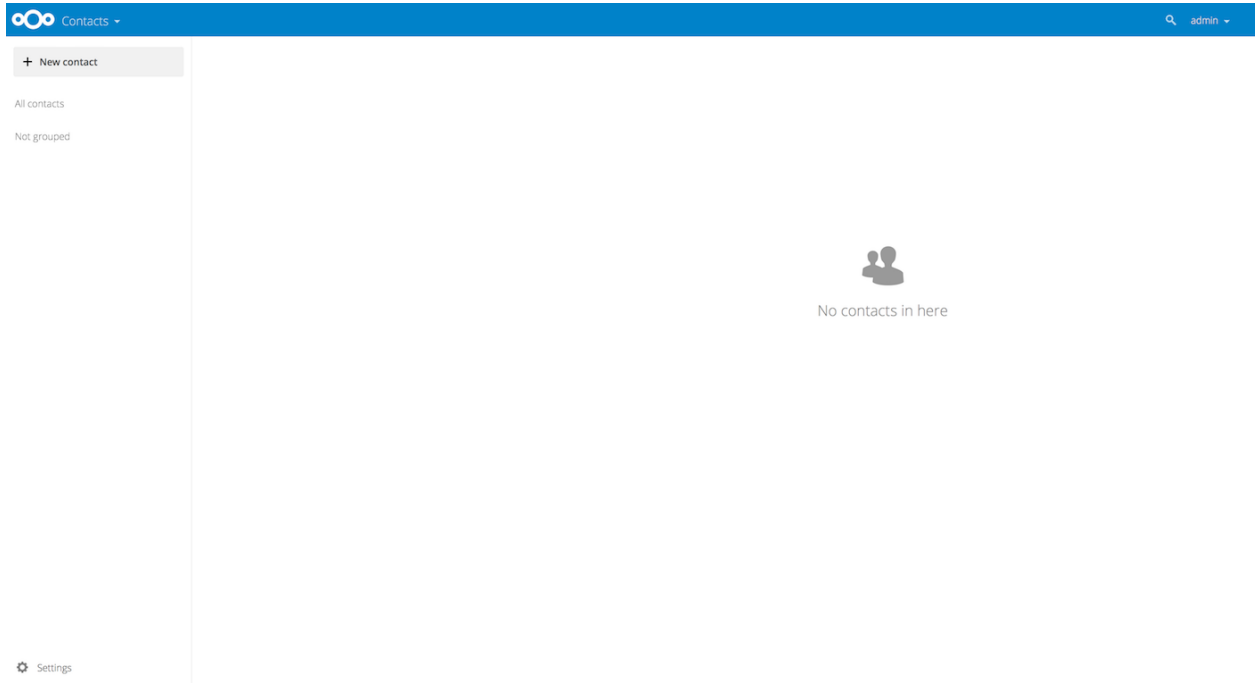 Contacts
admin
+ New contact
All contacts
Not grouped
No contacts in here
Settings